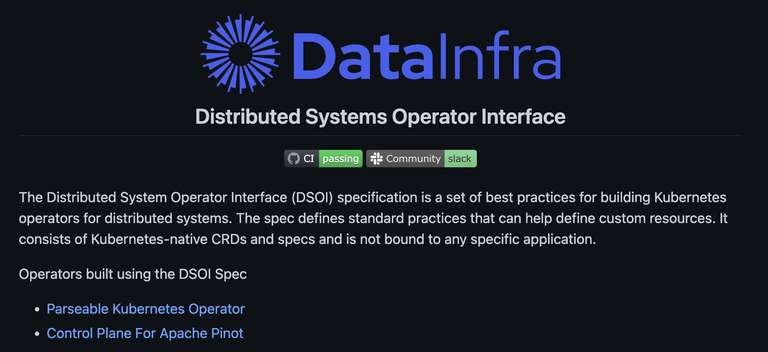 DataInfra
Distributed Systems Operator Interface
CI passing Community slack
The Distributed System Operator Interface (DSOI) specification is a set of best practices for building Kubernetes
operators for distributed systems. The spec defines standard practices that can help define custom resources. It
consists of Kubernetes-native CRDs and specs and is not bound to any specific application.
Operators built using the DSOI Spec
• Parseable Kubernetes Operator
• Control Plane For Apache Pinot